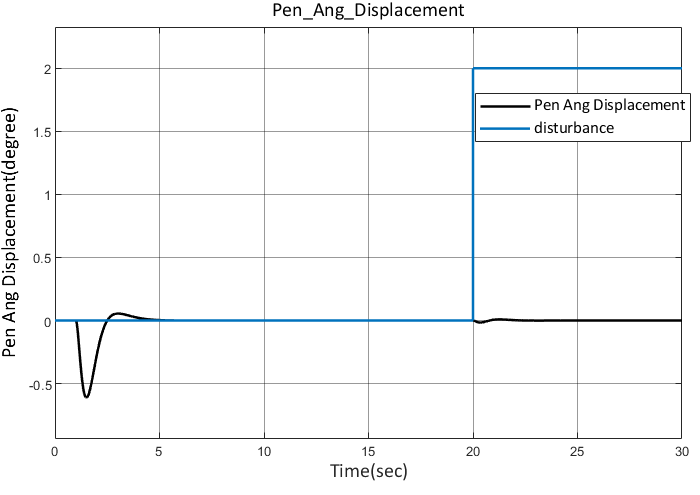 Pen_Ang_Displacement
Pen Ang Displacement(degree)
2
1.5
1
0.5
0
-0.5
Pen Ang Displacement
disturbance
0 5 10 15 20 25 30
Time(sec)